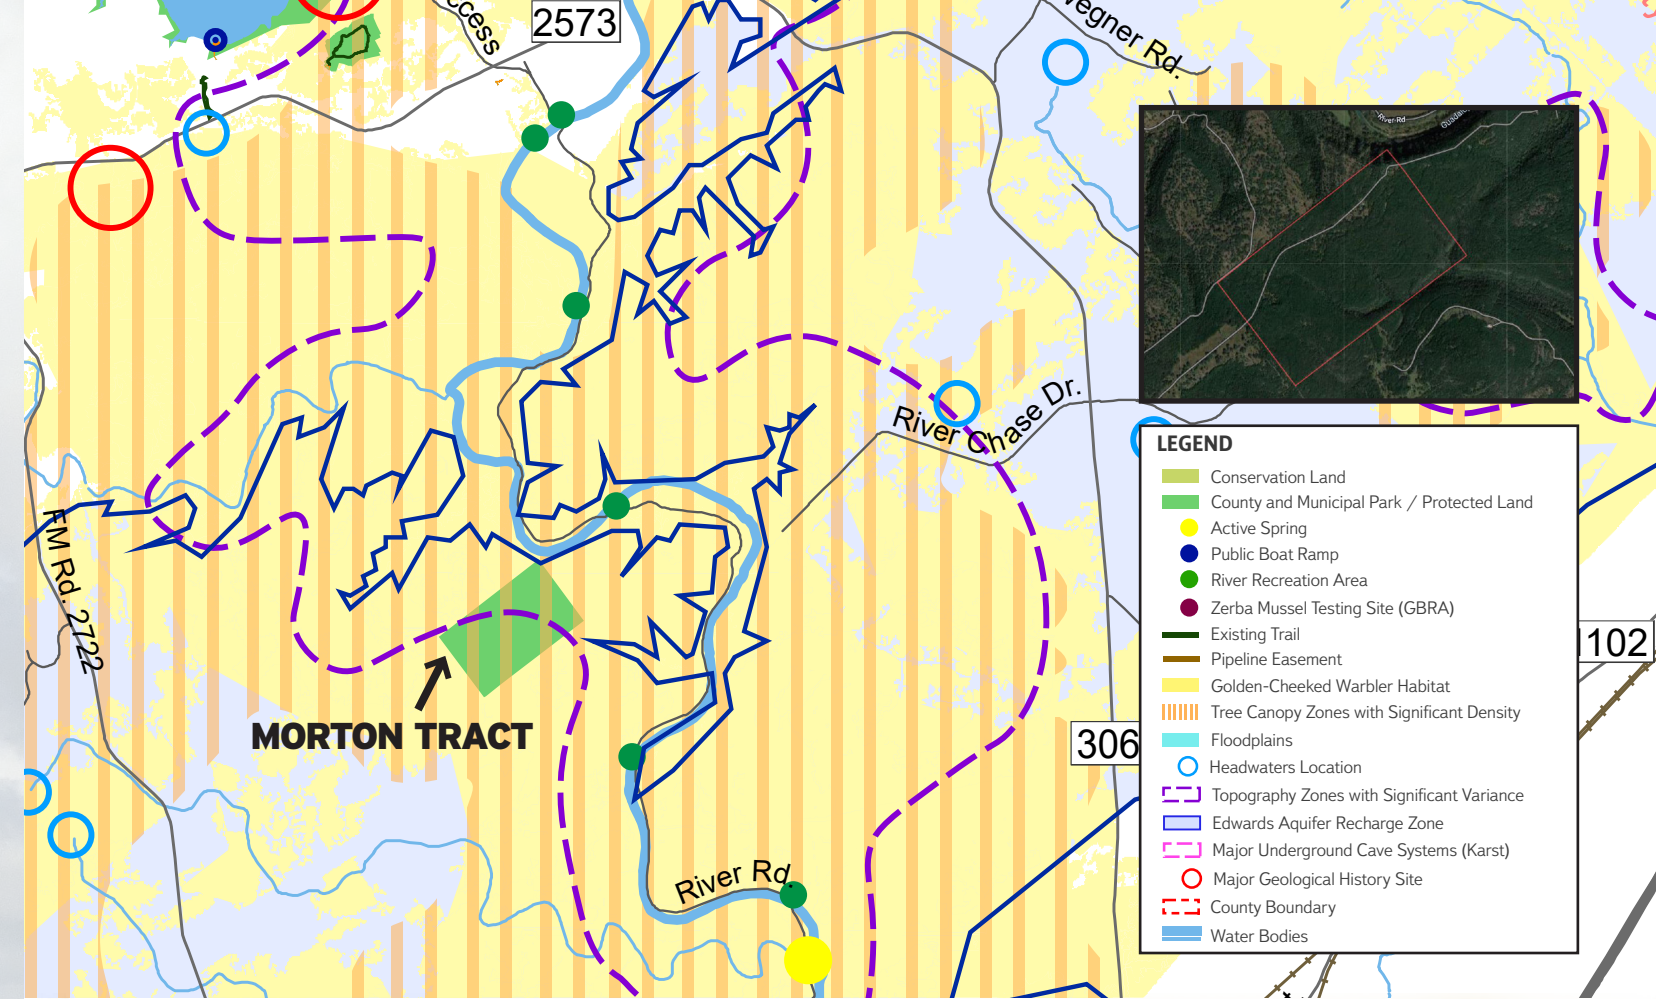 ccess
2573
egner Rd.
River-Rd
River Chase Dr.
FM Rd. 2722
MORTON TRACT
306
1102
River Rd.
LEGEND
Conservation Land
County and Municipal Park / Protected Land
Active Spring
Public Boat Ramp
River Recreation Area
Zerba Mussel Testing Site (GBRA)
Existing Trail
Pipeline Easement
Golden-Cheeked Warbler Habitat
Tree Canopy Zones with Significant Density
Floodplains
Headwaters Location
Topography Zones with Significant Variance
Edwards Aquifer Recharge Zone
Major Underground Cave Systems (Karst)
Major Geological History Site
County Boundary
Water Bodies